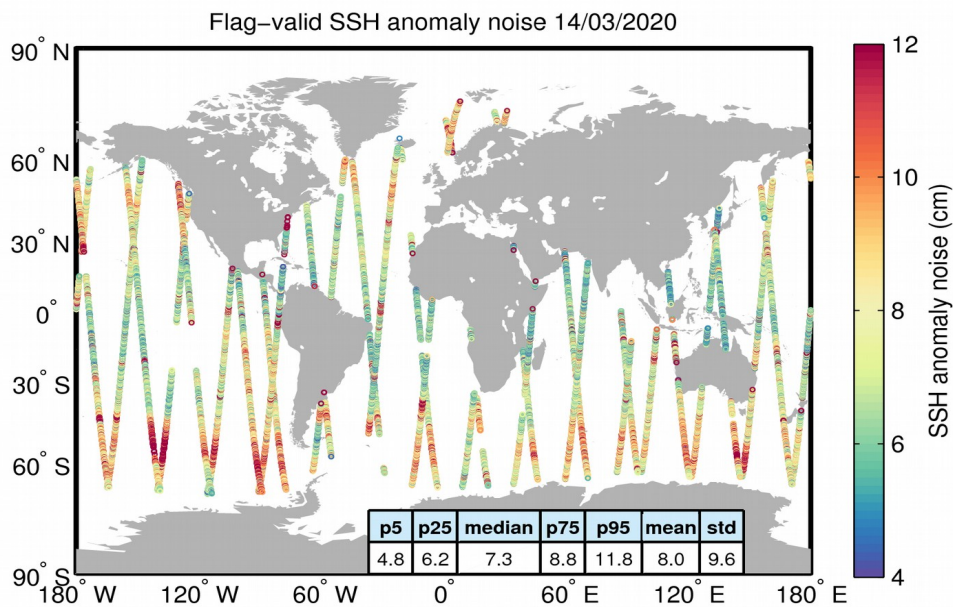 Flag−valid SSH anomaly noise 14/03/2020
90° N
60° N
30° N
0°
30° S
60° S
90° S
180° W
120° W
60° W
0°
60° E
120° E
180° E
12
10
8
6
4
SSH anomaly noise (cm)
p5 p25 median p75 p95 mean std
4.8 6.2 7.3 8.8 11.8 8.0 9.6